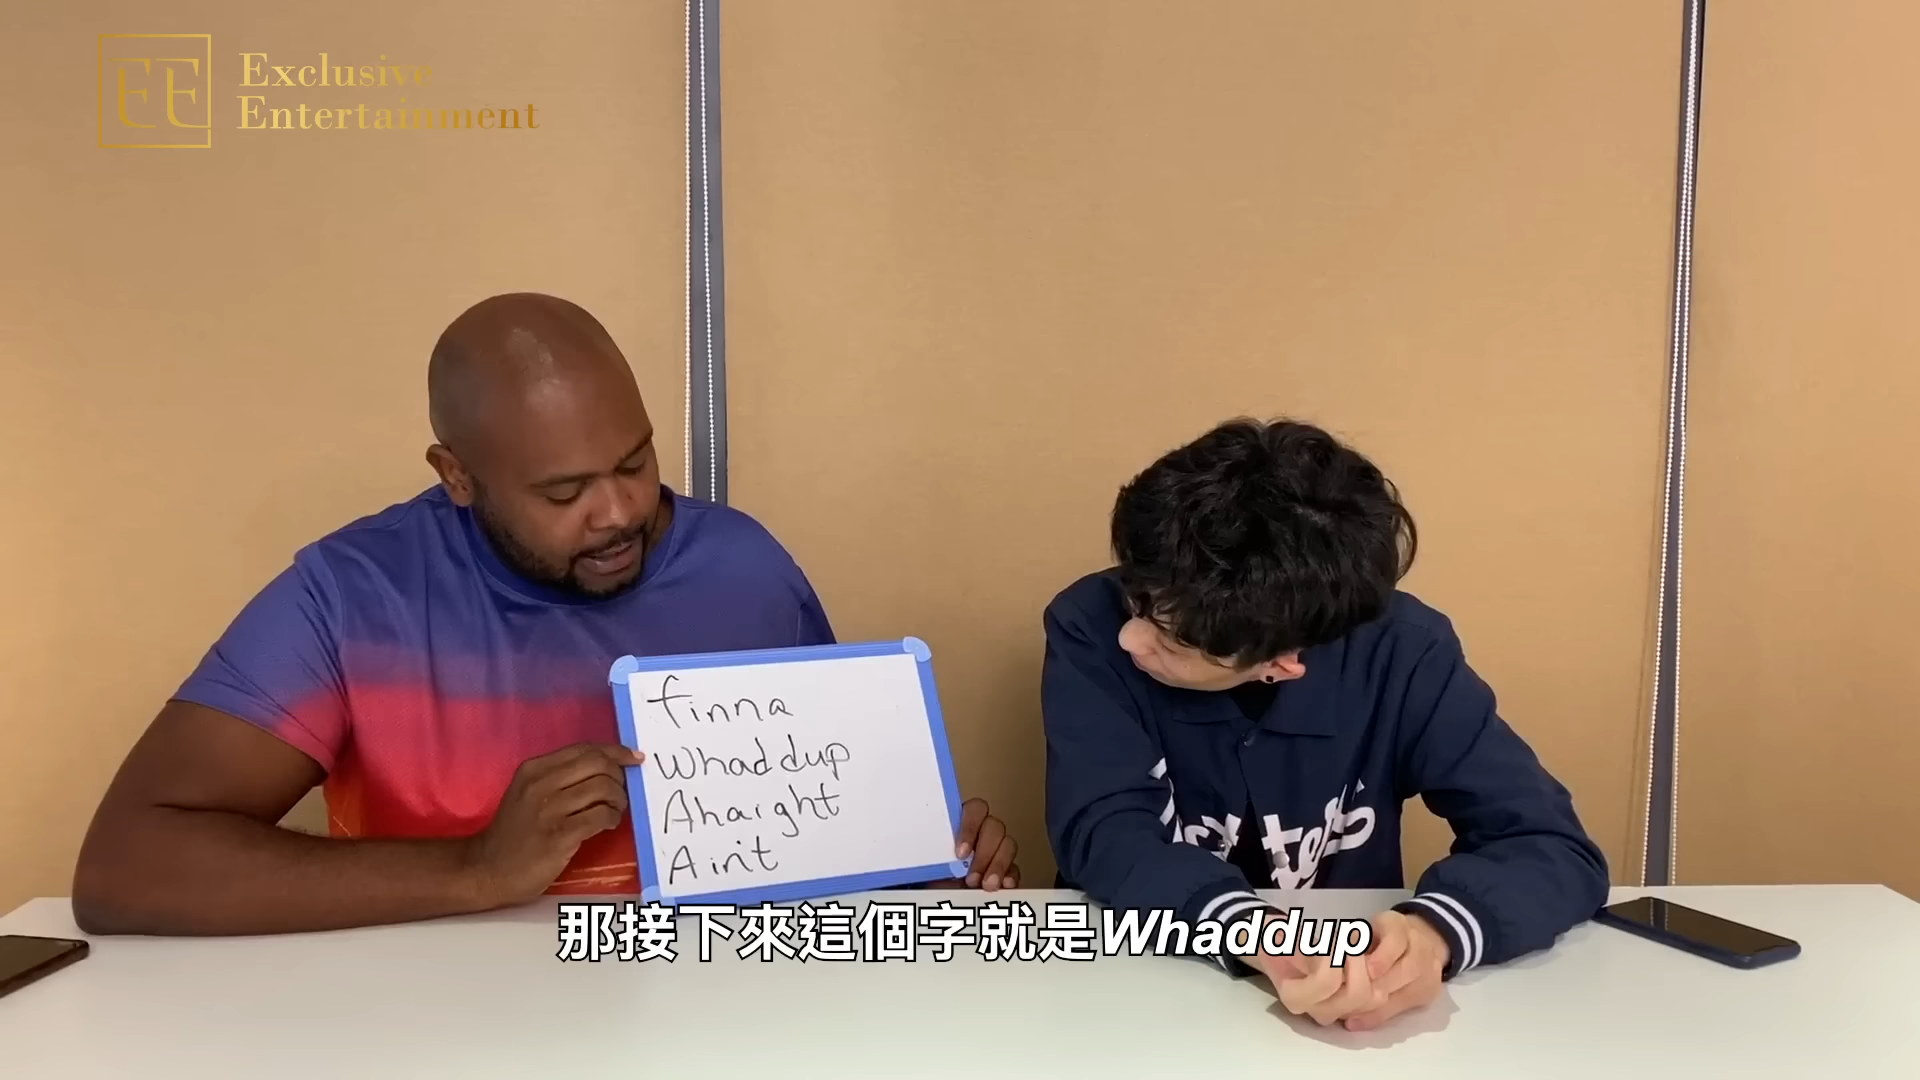 EE
Exclusive
Entertainment
finna
Whaddup
Ahaight
Ain't
那接下來這個字就是Whaddup